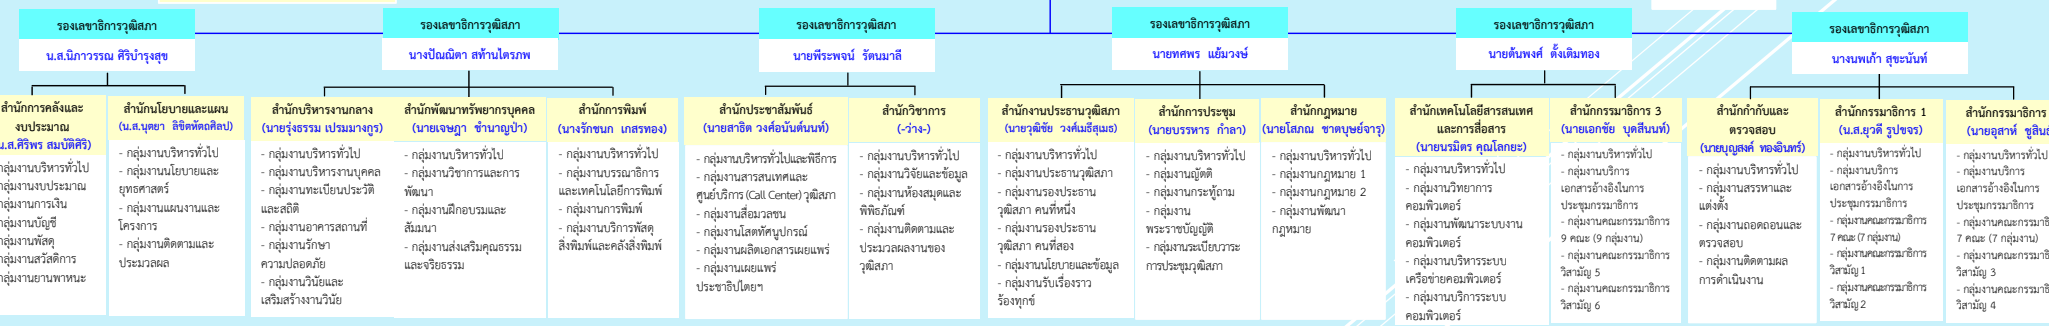 รองเลขาธิการวุฒิสภา
น.ส.นิภาวรรณ ศิริบำรุงสุข
สำนักการคลังและ
งบประมาณ
น.ส.ศิริพร สมบัติศิริ)
กลุ่มงานบริหารทั่วไป
กลุ่มงานงบประมาณ
กลุ่มงานการเงิน
กลุ่มงานบัญชี
กลุ่มงานพัสดุ
กลุ่มงานสวัสดิการ
กลุ่มงานยานพาหนะ
สำนักนโยบายและแผน
(น.ส.นุตยา ลิขิตหัตถศิลป)
- กลุ่มงานบริหารทั่วไป
- กลุ่มงานนโยบายและ
ยุทธศาสตร์
- กลุ่มงานแผนงานและ
โครงการ
- กลุ่มงานติดตามและ
ประมวลผล
รองเลขาธิการวุฒิสภา
นางปัณณิตา สท้านไตรภพ
สำนักบริหารงานกลาง
(นายรุ่งธรรม เปรมมางกูร)
- กลุ่มงานบริหารทั่วไป
- กลุ่มงานบริหารงานบุคคล
- กลุ่มงานทะเบียนประวัติ
และสถิติ
- กลุ่มงานอาคารสถานที่
- กลุ่มงานรักษา
ความปลอดภัย
- กลุ่มงานวินัยและ
เสริมสร้างงานวินัย
สำนักพัฒนาทรัพยากรบุคคล
(นายเจษฎา ชำนาญป่า)
- กลุ่มงานบริหารทั่วไป
- กลุ่มงานวิชาการและการ
พัฒนา
- กลุ่มงานฝึกอบรมและ
สัมมนา
- กลุ่มงานส่งเสริมคุณธรรม
และจริยธรรม
สำนักการพิมพ์
(นางรักชนก เกสรทอง)
- กลุ่มงานบริหารทั่วไป
- กลุ่มงานบรรณาธิการ
และเทคโนโลยีการพิมพ์
- กลุ่มงานการพิมพ์
- กลุ่มงานบริการพัสดุ
สิ่งพิมพ์และคลังสิ่งพิมพ์
รองเลขาธิการวุฒิสภา
นายพีระพจน์ รัตนมาลี
สำนักประชาสัมพันธ์
(นายสาธิต วงศ์อนันต์นนท์)
- กลุ่มงานบริหารทั่วไปและพิธีการ
- กลุ่มงานสารสนเทศและ
ศูนย์บริการ (Call Center) วุฒิสภา
- กลุ่มงานสื่อมวลชน
- กลุ่มงานโสตทัศนูปกรณ์
- กลุ่มงานผลิตเอกสารเผยแพร่
- กลุ่มงานเผยแพร่
ประชาธิปไตยฯ
สำนักวิชาการ
(-ว่าง-)
- กลุ่มงานบริหารทั่วไป
- กลุ่มงานวิจัยและข้อมูล
- กลุ่มงานห้องสมุดและ
พิพิธภัณฑ์
- กลุ่มงานติดตามและ
ประมวลผลงานของ
วุฒิสภา
รองเลขาธิการวุฒิสภา
นายทศพร แย้มวงษ์
สำนักงานประธานวุฒิสภา
(นายวุฒิชัย วงศ์เมธีสุเมธ)
- กลุ่มงานบริหารทั่วไป
- กลุ่มงานประธานวุฒิสภา
- กลุ่มงานรองประธาน
วุฒิสภา คนที่หนึ่ง
- กลุ่มงานรองประธาน
วุฒิสภา คนที่สอง
- กลุ่มงานนโยบายและข้อมูล
- กลุ่มงานรับเรื่องราว
ร้องทุกข์
สำนักการประชุม
(นายบรรหาร กำลา)
- กลุ่มงานบริหารทั่วไป
- กลุ่มงานญัตติ
- กลุ่มงานกระทู้ถาม
- กลุ่มงาน
พระราชบัญญัติ
- กลุ่มงานระเบียบวาระ
การประชุมวุฒิสภา
สำนักกฎหมาย
(นายโสภณ ชาตบุษย์จารุ)
- กลุ่มงานบริหารทั่วไป
- กลุ่มงานกฎหมาย 1
- กลุ่มงานกฎหมาย 2
- กลุ่มงานพัฒนา
กฎหมาย
รองเลขาธิการวุฒิสภา
นายต้นพงศ์ ตั้งเติมทอง
สำนักเทคโนโลยีสารสนเทศ
และการสื่อสาร
(นายนรมิตร คุณโลกยะ)
- กลุ่มงานบริหารทั่วไป
- กลุ่มงานวิทยาการ
คอมพิวเตอร์
- กลุ่มงานพัฒนาระบบงาน
คอมพิวเตอร์
- กลุ่มงานบริหารระบบ
เครือข่ายคอมพิวเตอร์
- กลุ่มงานบริการระบบ
คอมพิวเตอร์
สำนักกรรมาธิการ 3
(นายเอกชัย บุดสีนนท์)
- กลุ่มงานบริหารทั่วไป
- กลุ่มงานบริการ
เอกสารอ้างอิงในการ
ประชุมกรรมาธิการ
- กลุ่มงานคณะกรรมาธิการ
9 คณะ (9 กลุ่มงาน)
- กลุ่มงานคณะกรรมาธิการ
วิสามัญ 5
- กลุ่มงานคณะกรรมาธิการ
วิสามัญ 6
รองเลขาธิการวุฒิสภา
นางนพเก้า สุขะนันท์
สำนักกำกับและ
ตรวจสอบ
(นายบุญสงค์ ทองอินทร์)
- กลุ่มงานบริหารทั่วไป
- กลุ่มงานสรรหาและ
แต่งตั้ง
- กลุ่มงานถอดถอนและ
ตรวจสอบ
- กลุ่มงานติดตามผล
การดำเนินงาน
สำนักกรรมาธิการ 1
(น.ส.ยุวดี รูปขจร)
- กลุ่มงานบริหารทั่วไป
- กลุ่มงานบริการ
เอกสารอ้างอิงในการ
ประชุมกรรมาธิการ
- กลุ่มงานคณะกรรมาธิการ
7 คณะ (7 กลุ่มงาน)
- กลุ่มงานคณะกรรมาธิการ
วิสามัญ 1
- กลุ่มงานคณะกรรมาธิการ
วิสามัญ 2
สำนักกรรมาธิการ
(นายอุสาห์ ชูสินธ์
- กลุ่มงานบริหารทั่วไป
- กลุ่มงานบริการ
เอกสารอ้างอิงในการ
ประชุมกรรมาธิการ
- กลุ่มงานคณะกรรมาธิ
7 คณะ (7 กลุ่มงาน)
- กลุ่มงานคณะกรรมาธิ
วิสามัญ 3
- กลุ่มงานคณะกรรมาธิ
วิสามัญ 4